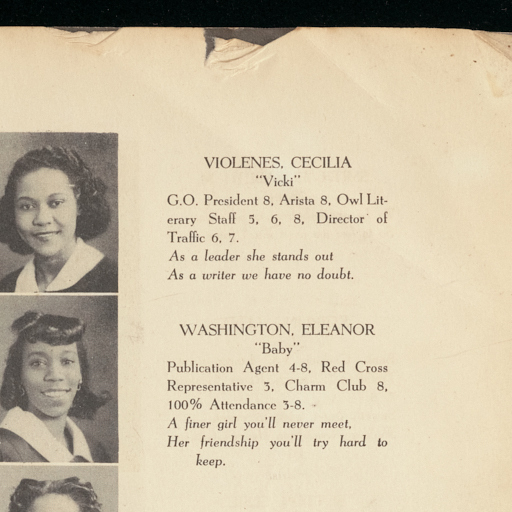 VIOLENES, CECILIA
"Vicki"
G.O. President 8, Arista 8, Owl Lit-
erary Staff 5, 6, 8, Director of
Traffic 6, 7.
As a leader she stands out
As a writer we have no doubt.
WASHINGTON, ELEANOR
"Baby"
Publication Agent 4-8, Red Cross
Representative 3, Charm Club 8,
100% Attendance 3-8.
A finer girl you'll never meet,
Her friendship you'll try hard to
keep.